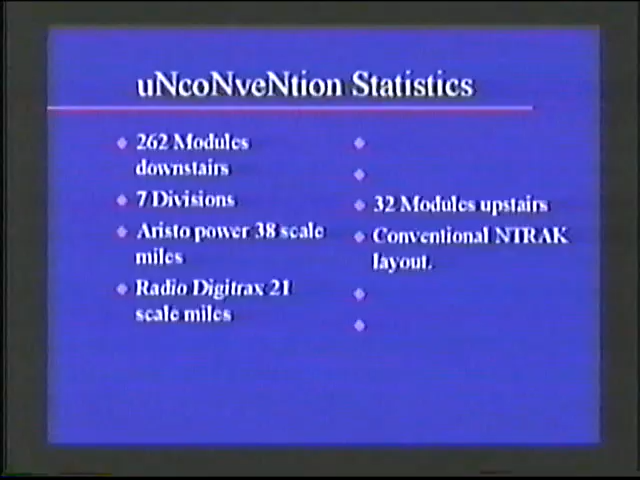 uNcoNveNtion Statistics
262 Modules
downstairs
7 Divisions
Aristo power 38 scale
miles
Radio Digitrax 21
scale miles
32 Modules upstairs
Conventional NTRAK
layout.